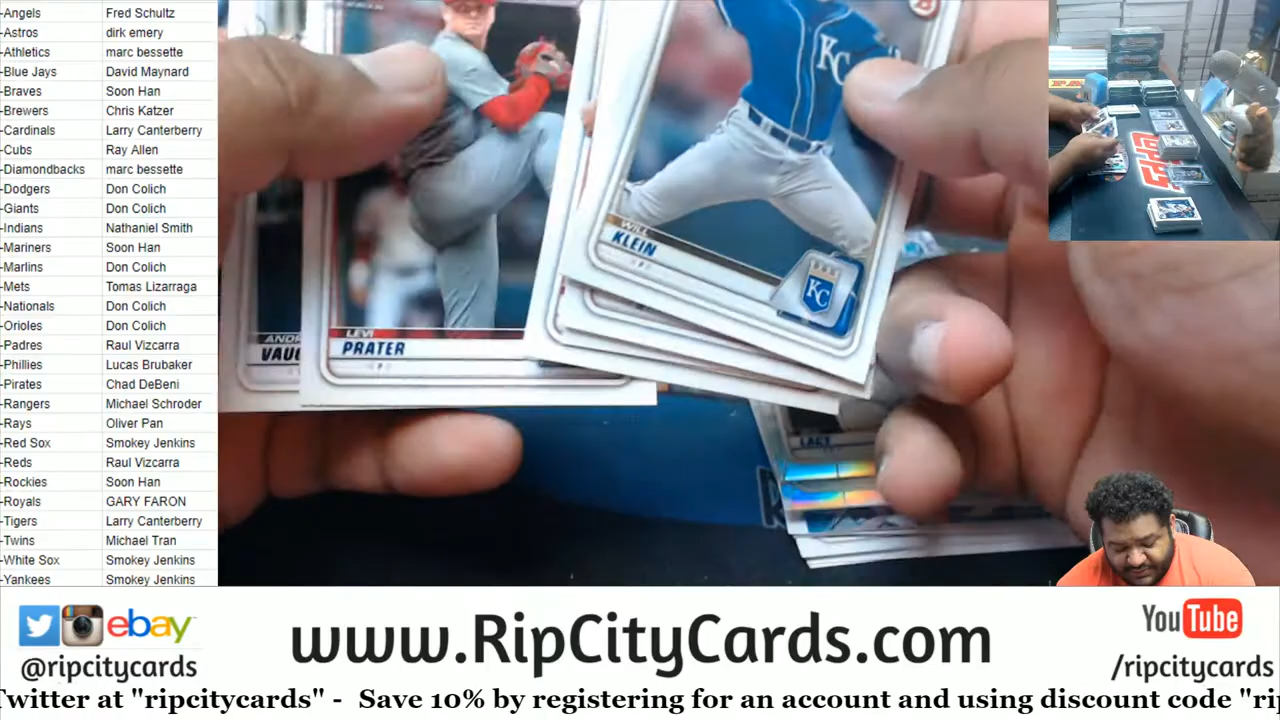 -Angels Fred Schultz
-Astros dirk emery
-Athletics marc bessette
-Blue Jays David Maynard
-Braves Soon Han
-Brewers Chris Katzer
-Cardinals Larry Canterberry
-Cubs Ray Allen
-Diamondbacks marc bessette
-Dodgers Don Colich
-Giants Don Colich
-Indians Nathaniel Smith
-Mariners Soon Han
-Marlins Don Colich
-Mets Tomas Lizarraga
-Nationals Don Colich
-Orioles Don Colich
-Padres Raul Vizcarra
-Phillies Lucas Brubaker
-Pirates Chad DeBeni
-Rangers Michael Schroder
-Rays Oliver Pan
-Red Sox Smokey Jenkins
-Reds Raul Vizcarra
-Rockies Soon Han
-Royals GARY FARON
-Tigers Larry Canterberry
-Twins Michael Tran
-White Sox Smokey Jenkins
-Yankees Smokey Jenkins
KC
WILL
KLEIN
KC
LEVI
PRATER
LACY
ebay
@ripcitycards
www.RipCityCards.com
YouTube
/ripcitycards
Twitter at "ripcitycards" - Save 10% by registering for an account and using discount code "rip